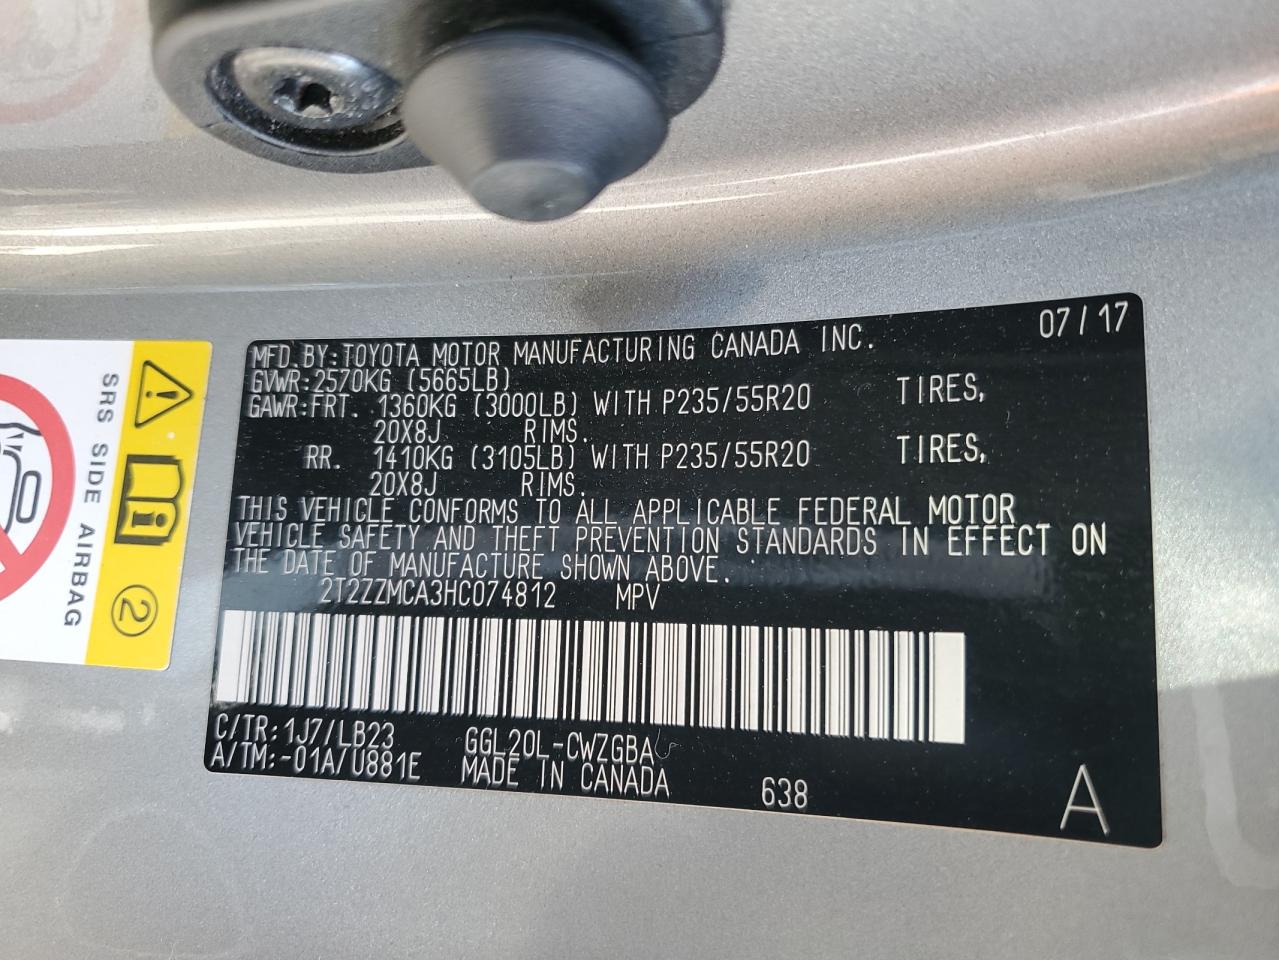 MFD. BY: TOYOTA MOTOR MANUFACTURING CANADA INC. 07/17
GVWR: 2570KG (5665LB)
GAWR: FRT. 1360KG (3000LB) WITH P235/55R20 TIRES,
20X8J RIMS.
RR. 1410KG (3105LB) WITH P235/55R20 TIRES,
20X8J RIMS.
THIS VEHICLE CONFORMS TO ALL APPLICABLE FEDERAL MOTOR
VEHICLE SAFETY AND THEFT PREVENTION STANDARDS IN EFFECT ON
THE DATE OF MANUFACTURE SHOWN ABOVE.
2T2ZZMCA3HC074812 MPV
C/TR: 1J7/LB23 GGL20L-CWZGBA
A/TM: -01A/U881E MADE IN CANADA 638 A
SRS SIDE AIRBAG
2